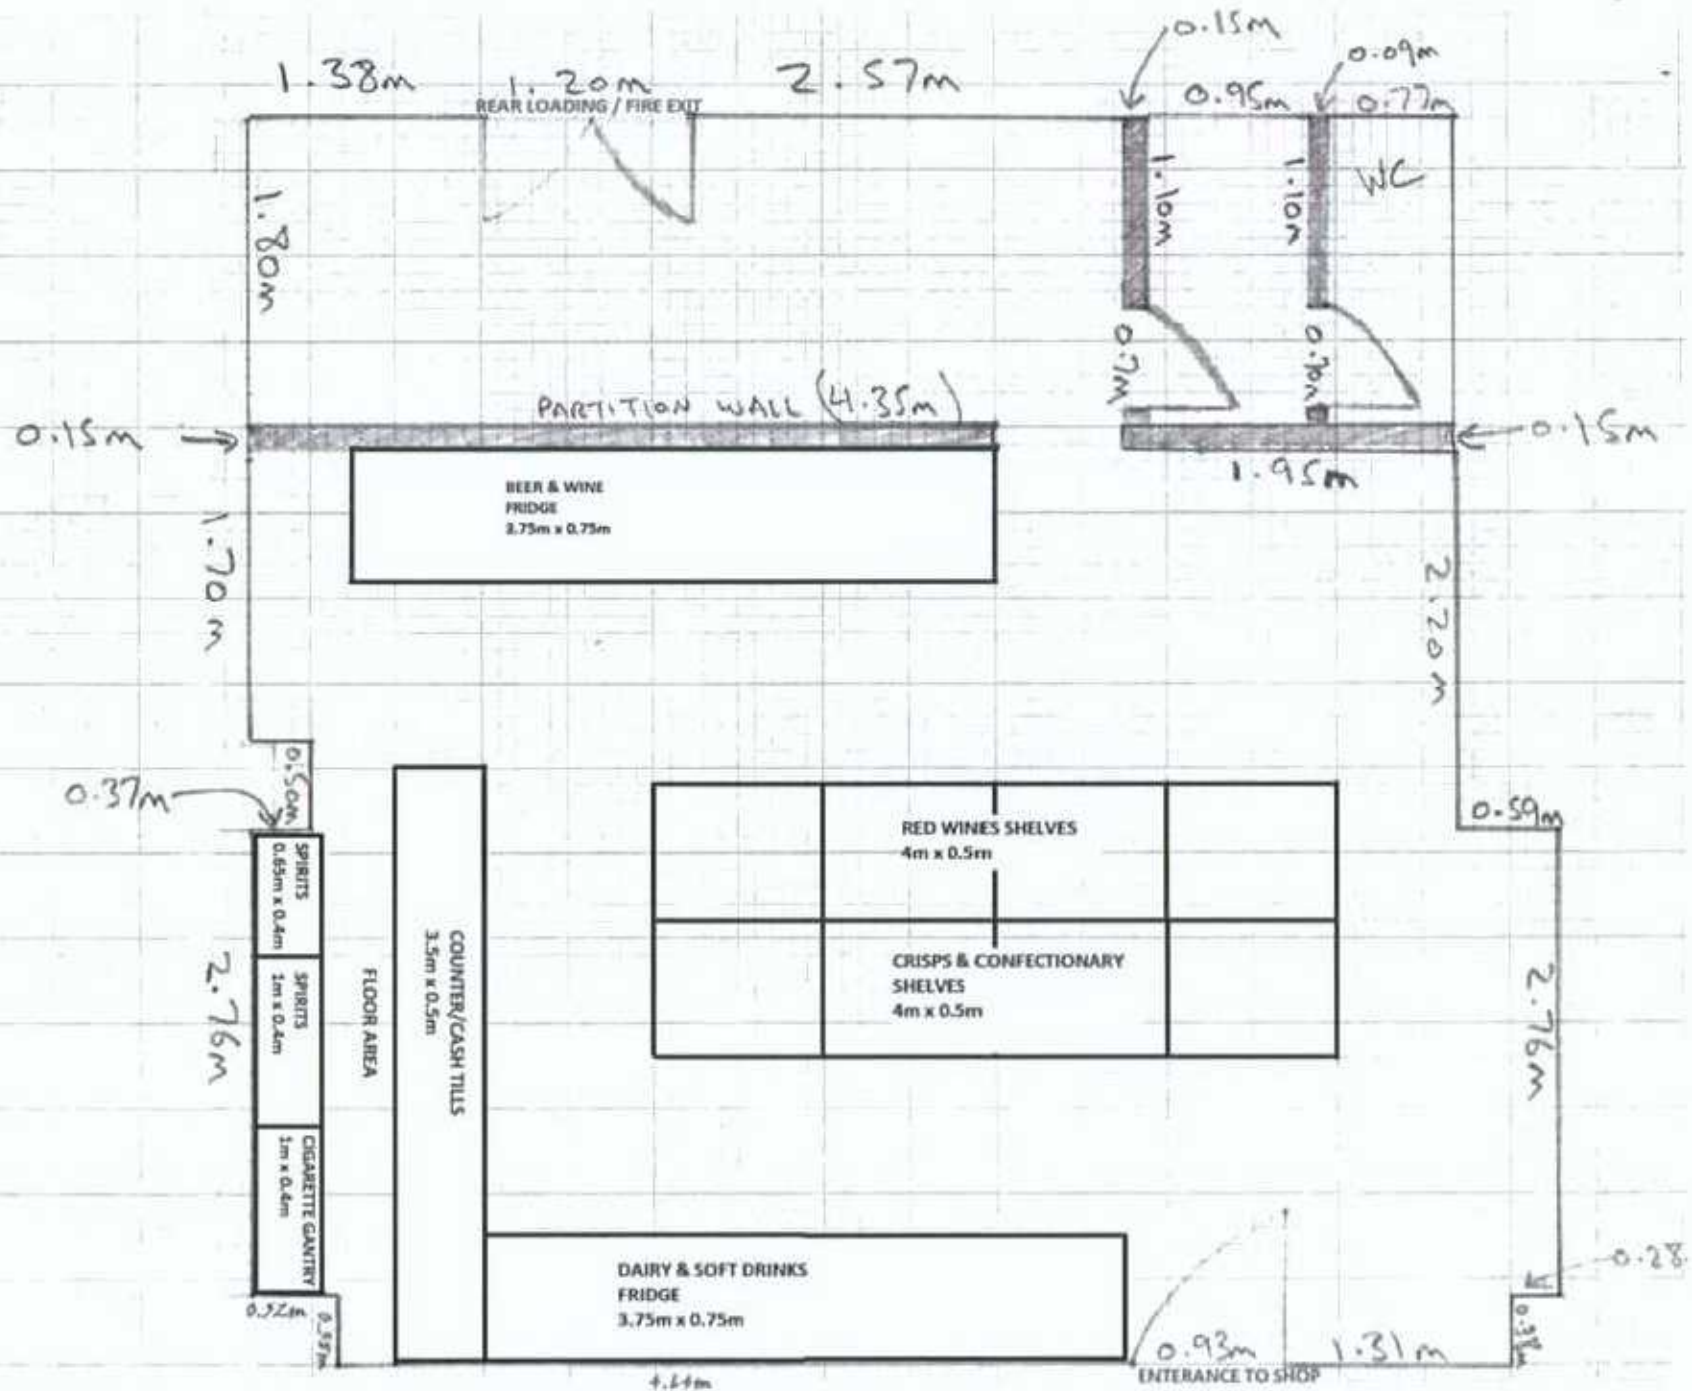 0.15m
0.09m
1.38m
1.20m
2.57m
0.95m
0.77m
REAR LOADING / FIRE EXIT
WC
1.80m
1.10m
1.10m
0.7m
0.70m
PARTITION WALL (4.35m)
0.15m
0.15m
1.95m
BEER & WINE
FRIDGE
3.75m x 0.75m
1.70m
2.20m
0.50m
0.37m
0.59m
RED WINES SHELVES
4m x 0.5m
SPIRITS
0.65m x 0.4m
SPIRITS
1m x 0.4m
CIGARETTE GANTRY
1m x 0.4m
2.76m
FLOOR AREA
COUNTER/CASH TILLS
3.5m x 0.5m
CRISPS & CONFECTIONARY
SHELVES
4m x 0.5m
2.76m
0.28
DAIRY & SOFT DRINKS
FRIDGE
3.75m x 0.75m
0.93m
1.31m
0.38m
ENTERANCE TO SHOP